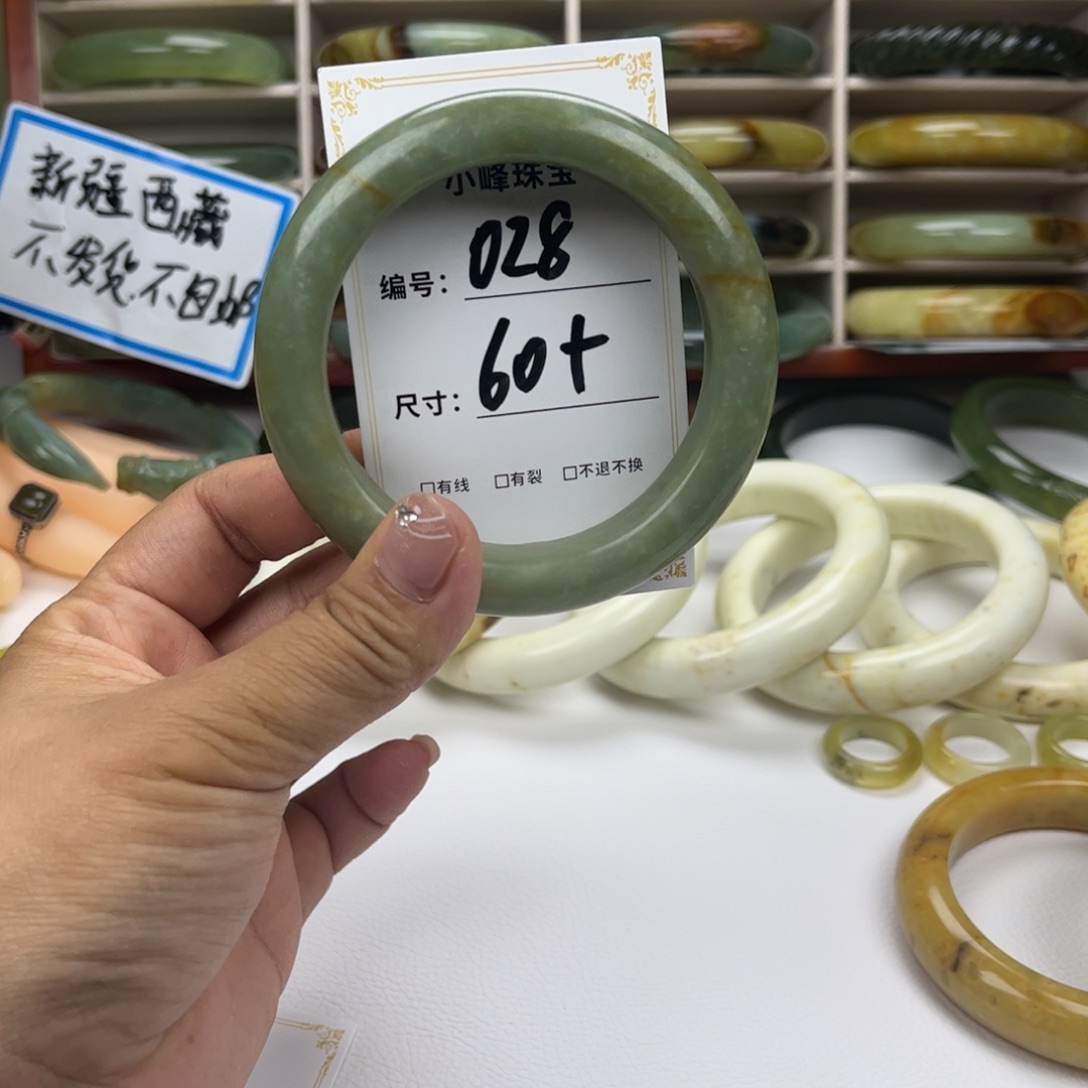 新疆西藏
不发货.不包邮
小峰珠宝
编号： 028
尺寸： 60+
□有线 □有裂 □不退不换